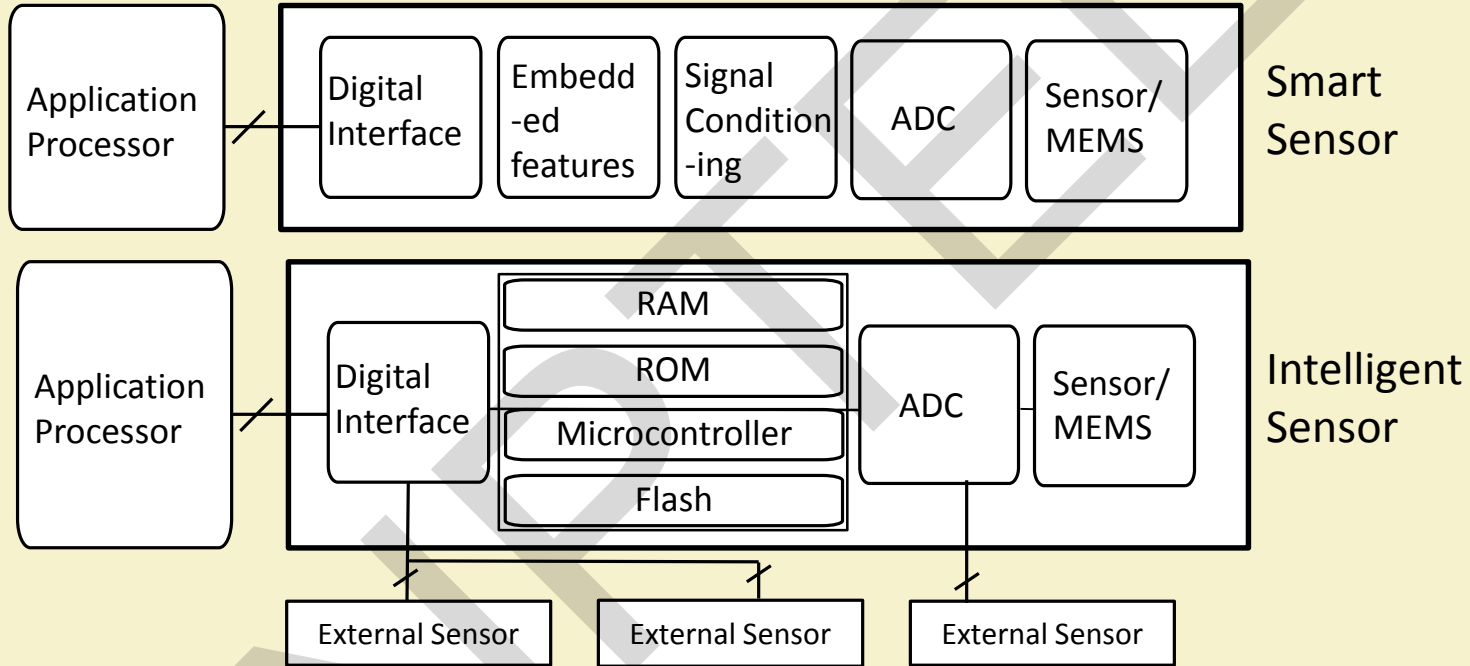 Application
Processor
Digital
Interface
Embedd
-ed
features
Signal
Condition
-ing
ADC
Sensor/
MEMS
Smart
Sensor
Application
Processor
Digital
Interface
RAM
ROM
Microcontroller
Flash
ADC
Sensor/
MEMS
Intelligent
Sensor
External Sensor
External Sensor
External Sensor
NPTEL